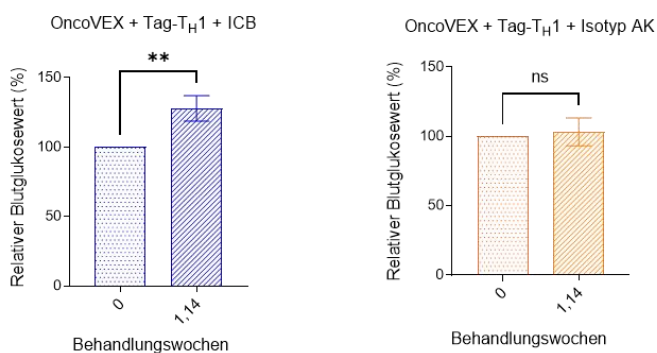 OncoVEX + Tag-TH1 + ICB
**
150
100
50
0
Relativer Blutglukosewert (%)
0
1,14
Behandlungswochen
OncoVEX + Tag-TH1 + Isotyp AK
ns
150
100
50
0
Relativer Blutglukosewert (%)
0
1,14
Behandlungswochen